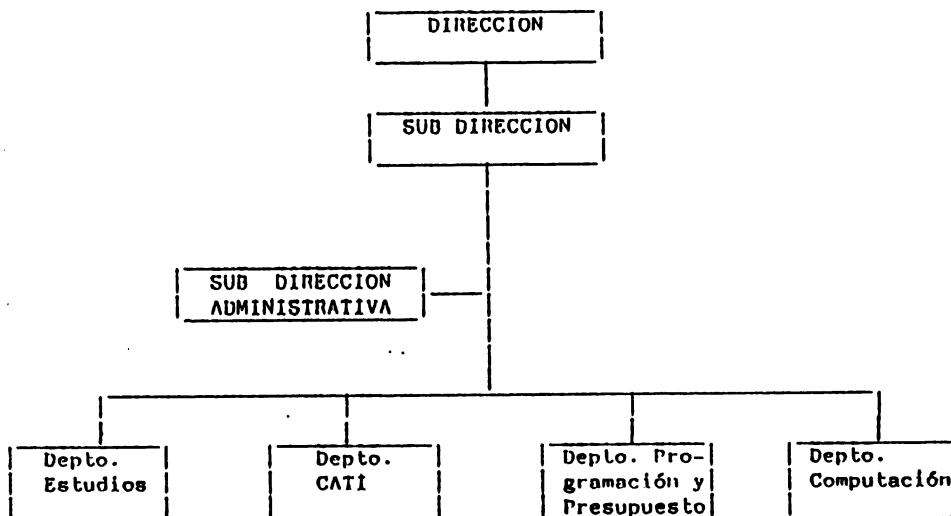 DIRECCION
SUB DIRECCION
SUB DIRECCION
ADMINISTRATIVA
Depto.
Estudios
Depto.
CATI
Depto. Pro-
gramación y
Presupuesto
Depto.
Computación